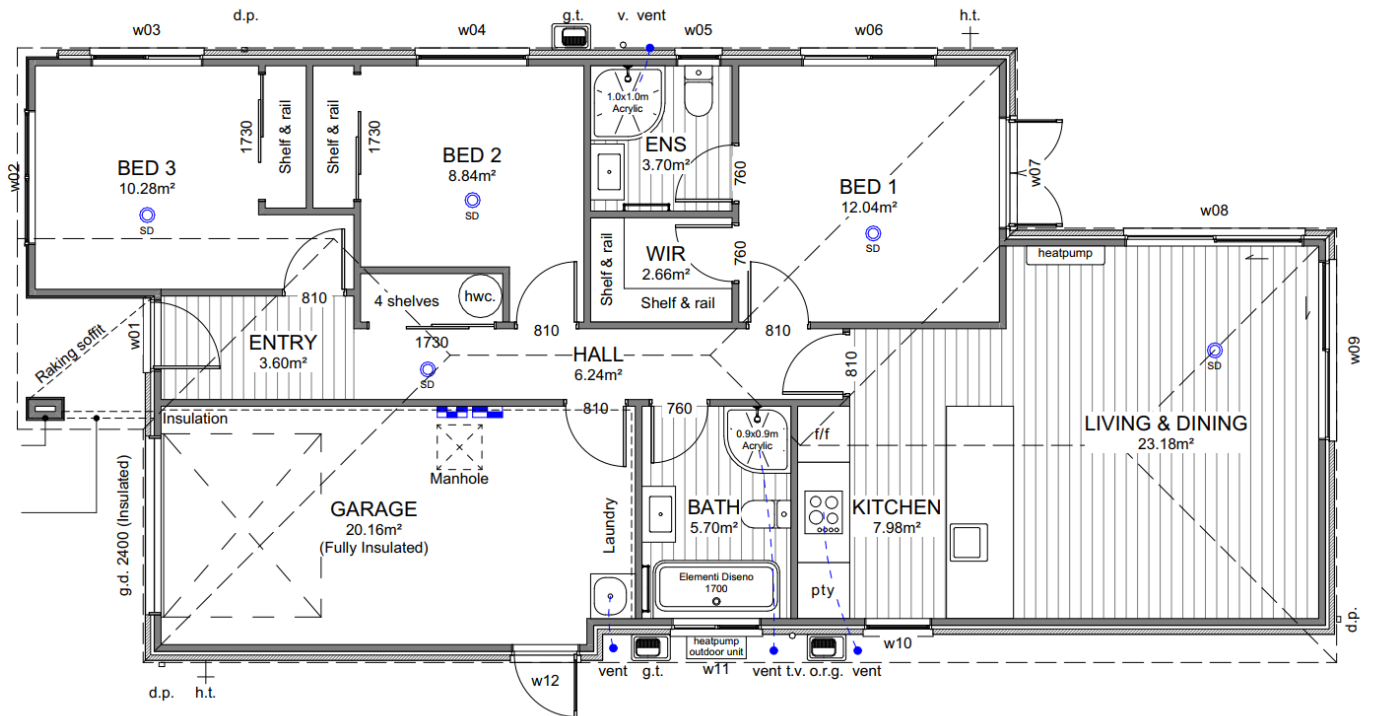 d.p.
g.t.
v. vent
h.t.
w03
w04
w05
w06
1.0x1.0m
Acrylic
1730
Shelf & rail
Shelf & rail
1730
BED 3
10.28m²
SD
BED 2
8.84m²
SD
ENS
3.70m²
760
BED 1
12.04m²
SD
w02
w07
w08
760
WIR
2.66m²
Shelf & rail
Shelf & rail
heatpump
4 shelves
hwc.
810
w01
Raking soffit
ENTRY
3.60m²
1730
810
HALL
6.24m²
810
810
SD
SD
w09
Insulation
810
760
0.9x0.9m
Acrylic
f/f
LIVING & DINING
23.18m²
Manhole
g.d. 2400 (Insulated)
GARAGE
20.16m²
(Fully Insulated)
Laundry
BATH
5.70m²
KITCHEN
7.98m²
Elementi Diseno
1700
pty
d.p.
heatpump
outdoor unit
w10
w12
vent
g.t.
w11
vent
t.v.
o.r.g.
vent
d.p.
h.t.